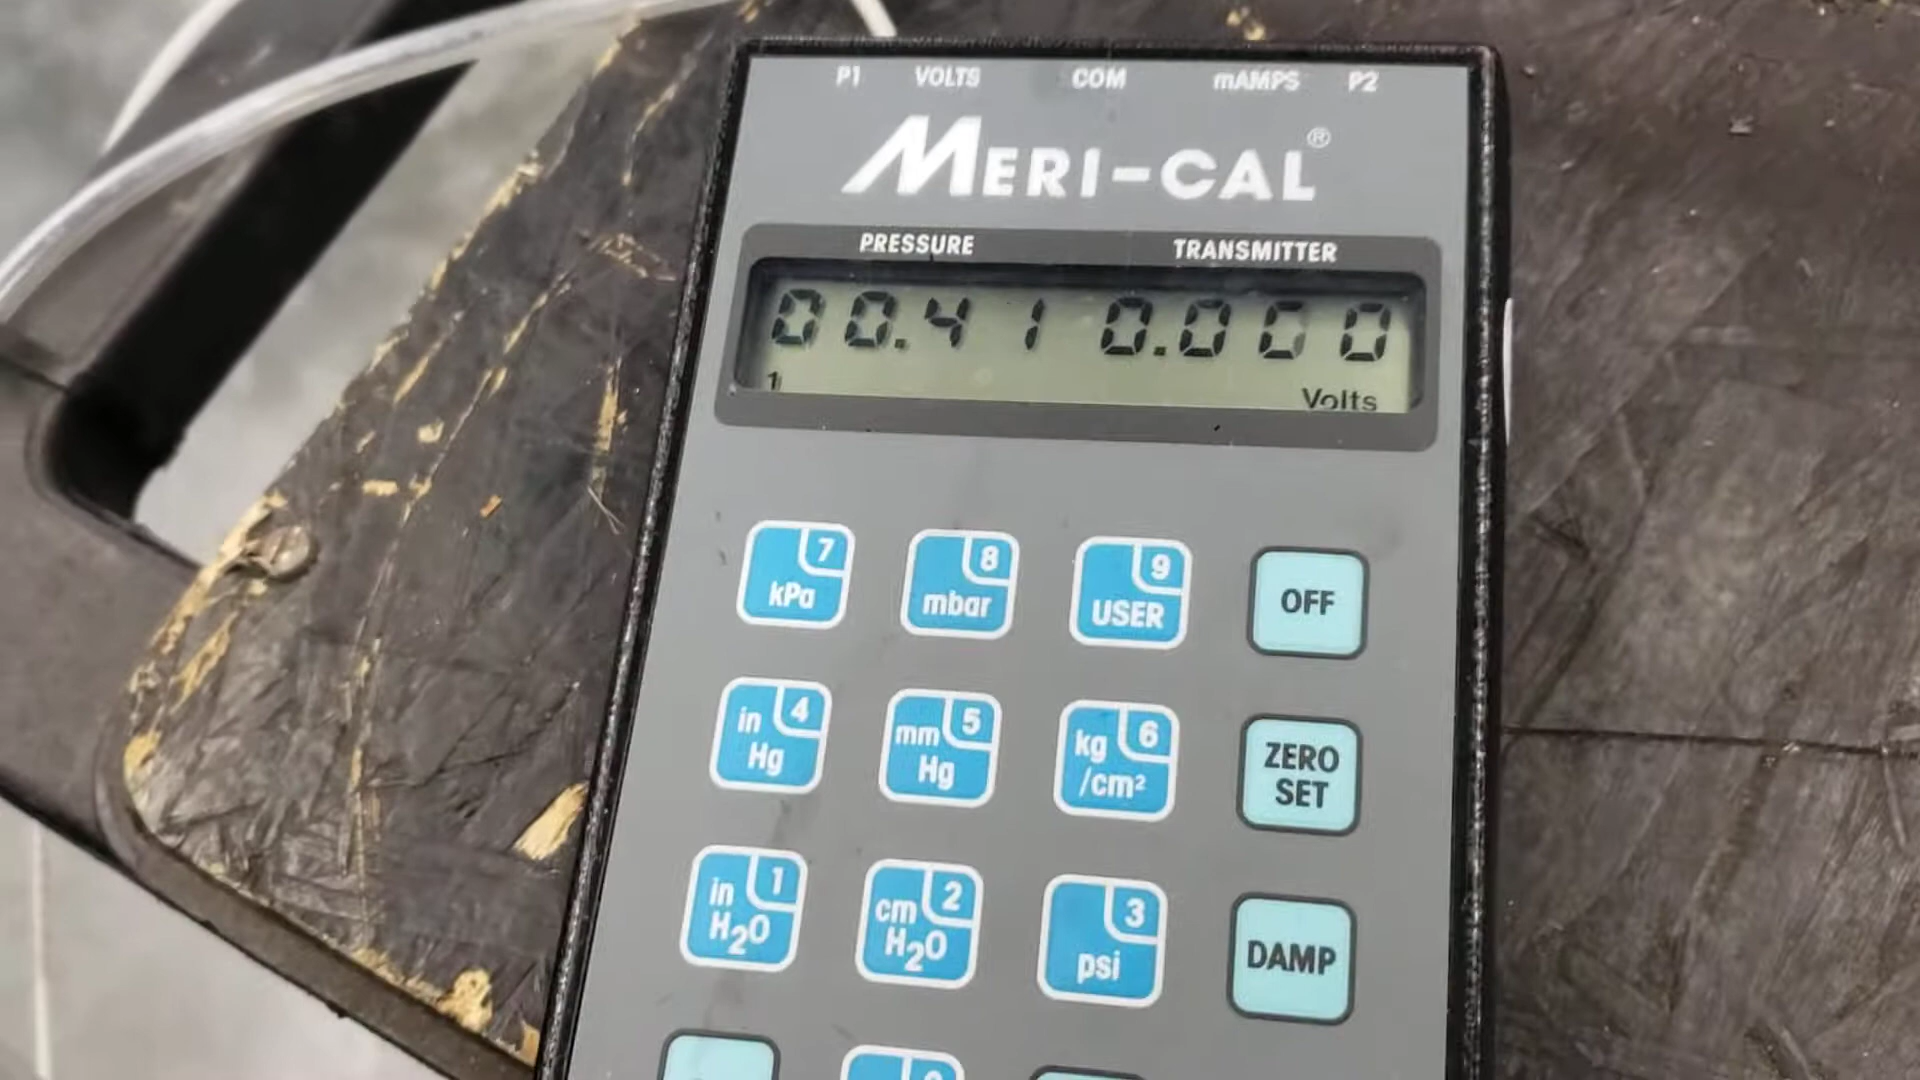 P1 VOLTS COM mAMPS P2
MERI-CAL®
PRESSURE TRANSMITTER
00.41 0.000
1 Volts
7 kPa
8 mbar
9 USER
OFF
4 in Hg
5 mm Hg
6 kg/cm²
ZERO SET
1 in H₂O
2 cm H₂O
3 psi
DAMP